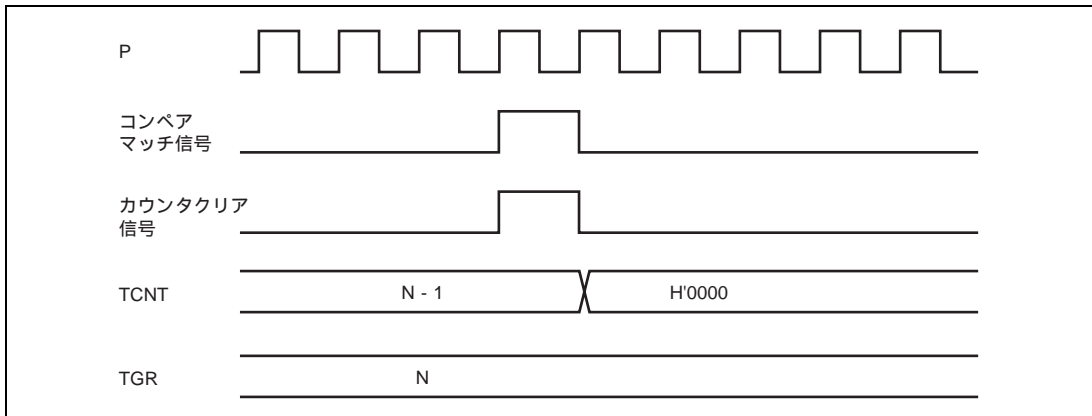 P
コンペア
マッチ信号
カウンタクリア
信号
TCNT N - 1 H'0000
TGR N